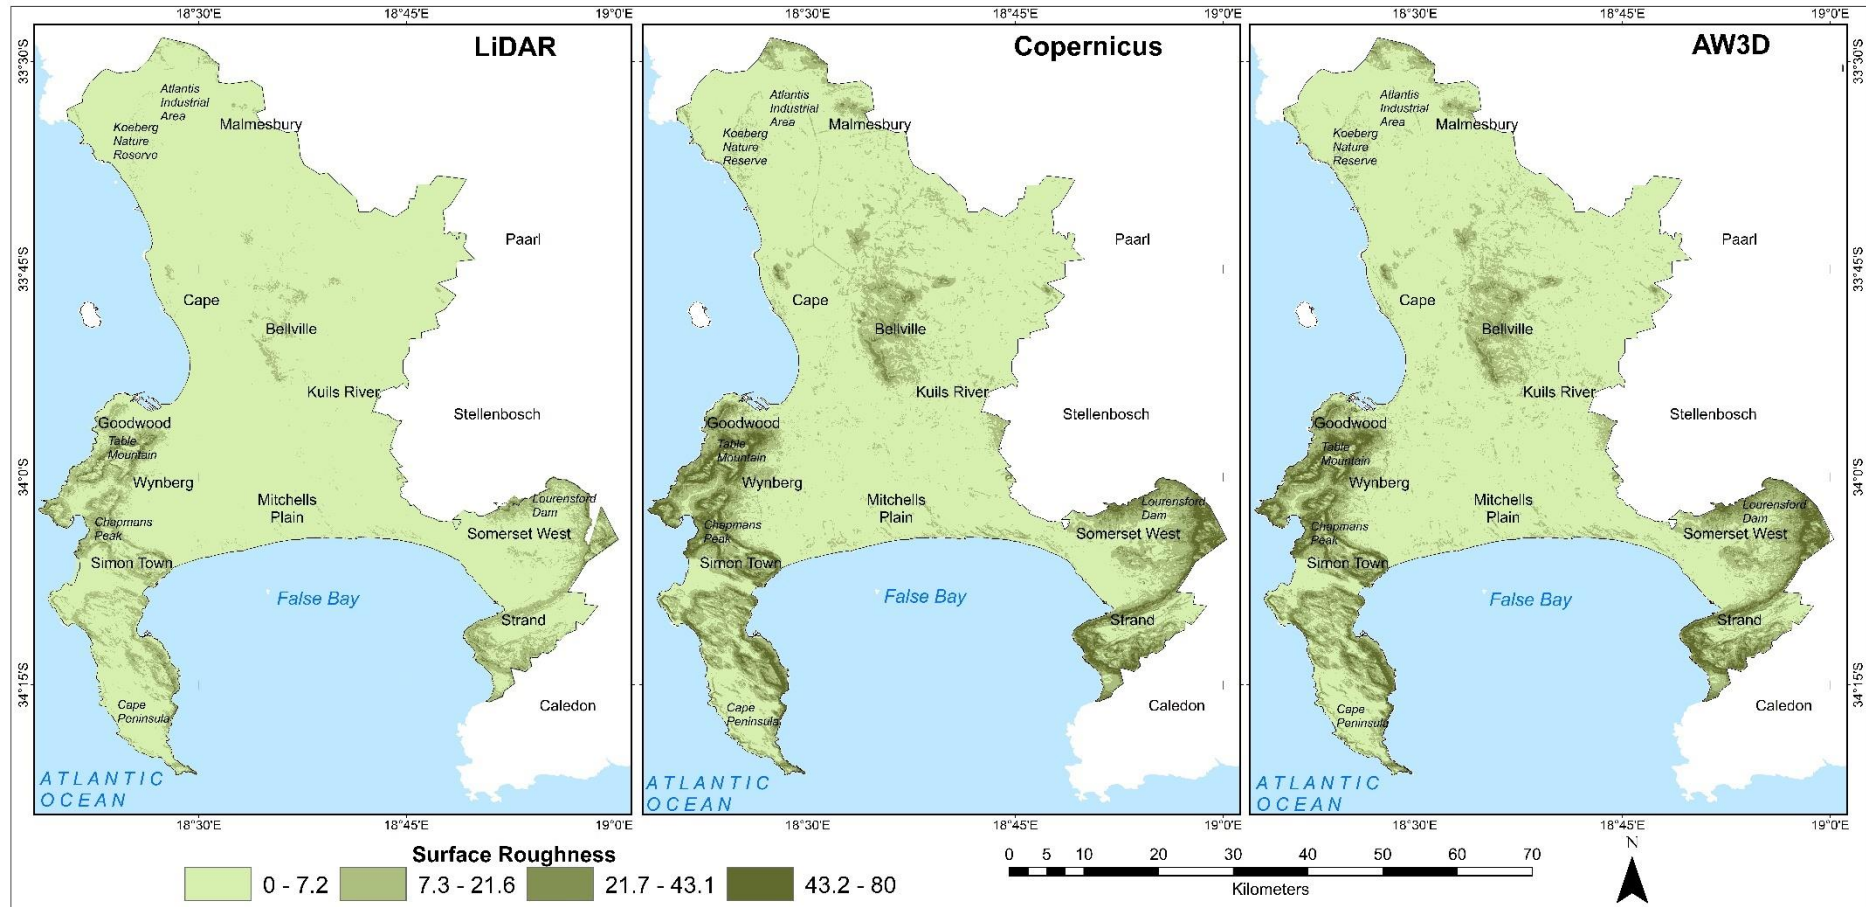 18°30'E 18°45'E 19°0'E 18°30'E 18°45'E 19°0'E 18°30'E 18°45'E 19°0'E
33°30'S
33°45'S
34°0'S
34°15'S
LiDAR
Atlantis
Industrial
Area
Koeberg
Nature
Roserve
Malmesbury
Paarl
Cape
Bellville
Kuils River
Stellenbosch
Goodwood
Table
Mountain
Wynberg
Mitchells
Plain
Lourensford
Dam
Chapmans
Peak
Somerset West
Simon Town
False Bay
Strand
Cape
Peninsula
Caledon
ATLANTIC
OCEAN
Copernicus
Atlantis
Industrial
Area
Koeberg
Nature
Reserve
Malmesbury
Paarl
Cape
Bellville
Kuils River
Stellenbosch
Goodwood
Table
Mountain
Wynberg
Mitchells
Plain
Lourensford
Dam
Chapmans
Peak
Somerset West
Simon Town
False Bay
Strand
Cape
Peninsula
Caledon
ATLANTIC
OCEAN
AW3D
Atlantis
Industrial
Area
Koeberg
Nature
Reserve
Malmesbury
Paarl
Cape
Bellville
Kuils River
Stellenbosch
Goodwood
Table
Mountain
Wynberg
Mitchells
Plain
Lourensford
Dam
Chapmans
Peak
Somerset West
Simon Town
False Bay
Strand
Cape
Peninsula
Caledon
ATLANTIC
OCEAN
33°30'S
33°45'S
34°0'S
34°15'S
18°30'E 18°45'E 19°0'E 18°30'E 18°45'E 19°0'E 18°30'E 18°45'E 19°0'E
Surface Roughness
0 - 7.2 7.3 - 21.6 21.7 - 43.1 43.2 - 80
0 5 10 20 30 40 50 60 70
Kilometers
N